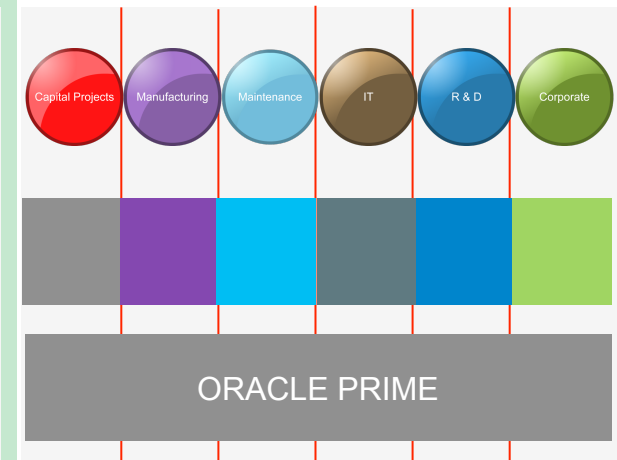 Capital Projects
Manufacturing
Maintenance
IT
R & D
Corporate
ORACLE PRIME